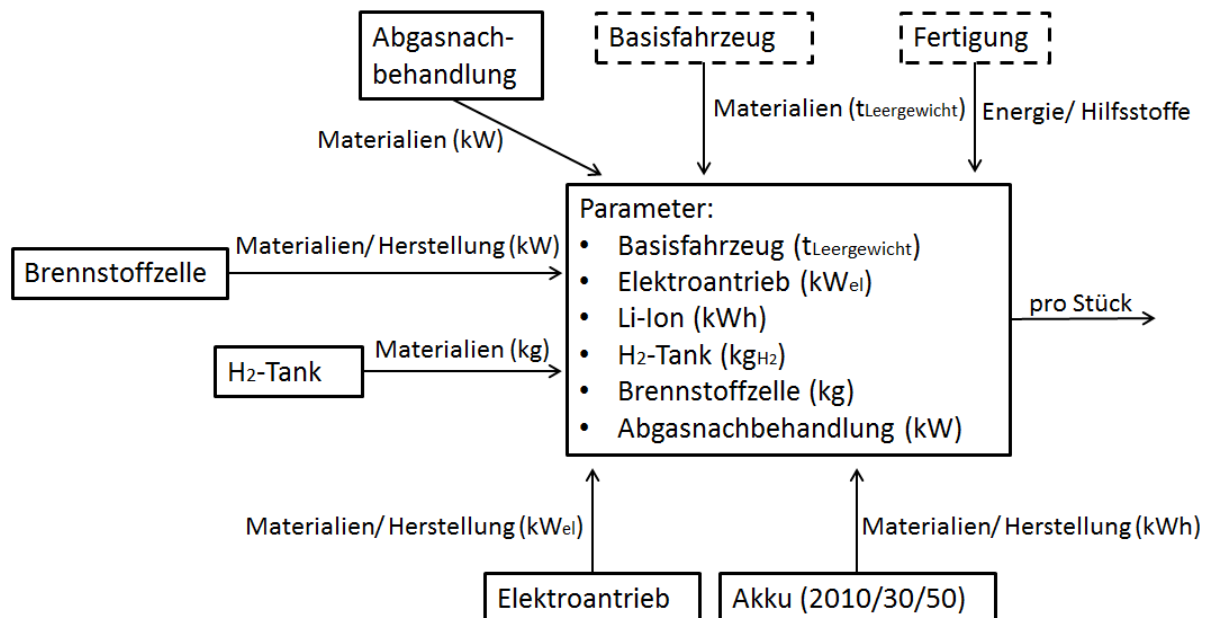 Abgasnach-
behandlung
Basisfahrzeug
Fertigung
Materialien (kW)
Materialien (tLeergewicht)
Energie/ Hilfsstoffe
Brennstoffzelle
Materialien/ Herstellung (kW)
H2-Tank
Materialien (kg)
Parameter:
• Basisfahrzeug (tLeergewicht)
• Elektroantrieb (kWel)
• Li-Ion (kWh)
• H2-Tank (kgH2)
• Brennstoffzelle (kg)
• Abgasnachbehandlung (kW)
pro Stück
Materialien/ Herstellung (kWel)
Materialien/ Herstellung (kWh)
Elektroantrieb
Akku (2010/30/50)